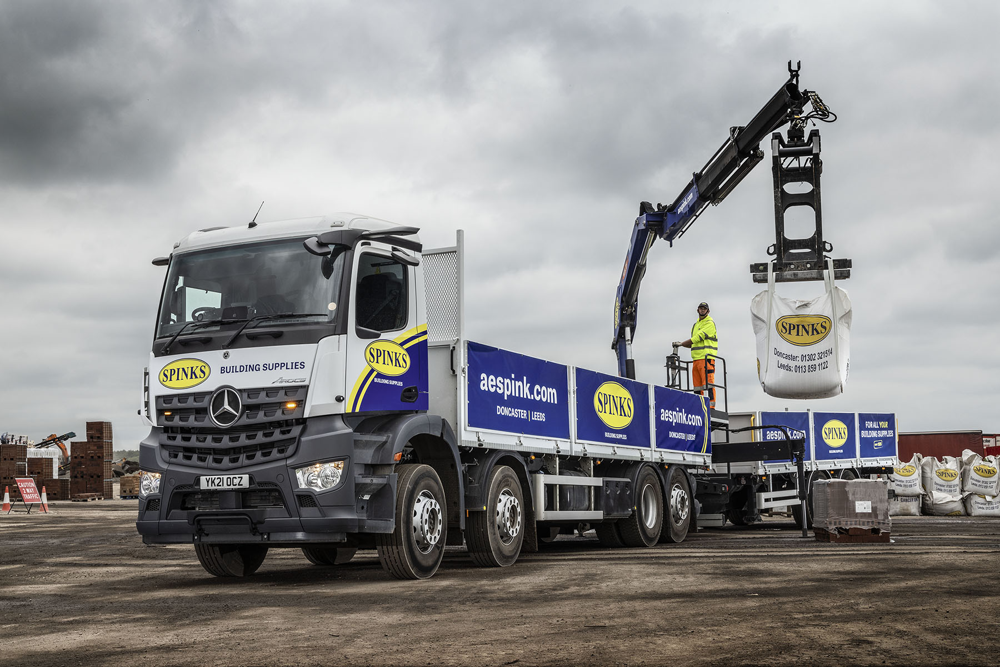 SPINKS
BUILDING SUPPLIES
AROCS
YK21 OCZ
SPINKS
BUILDING SUPPLIES
aespink.com
DONCASTER | LEEDS
SPINKS
BUILDING SUPPLIES
aespink.com
DONCASTER | LEEDS
aespink.com
SPINKS
Doncaster: 01302 321514
Leeds: 0113 859 1122
aespink.com
SPINKS
BUILDING SUPPLIES
FOR ALL YOUR
BUILDING SUPPLIES
CAUTION
2 WAY
TRAFFIC
SPINKS
Doncaster: 01302 321514
Leeds: 0113 859 1122
CANCER
SPINKS
SPINKS
Doncaster: 01302 321514
Leeds: 0113 859 1122